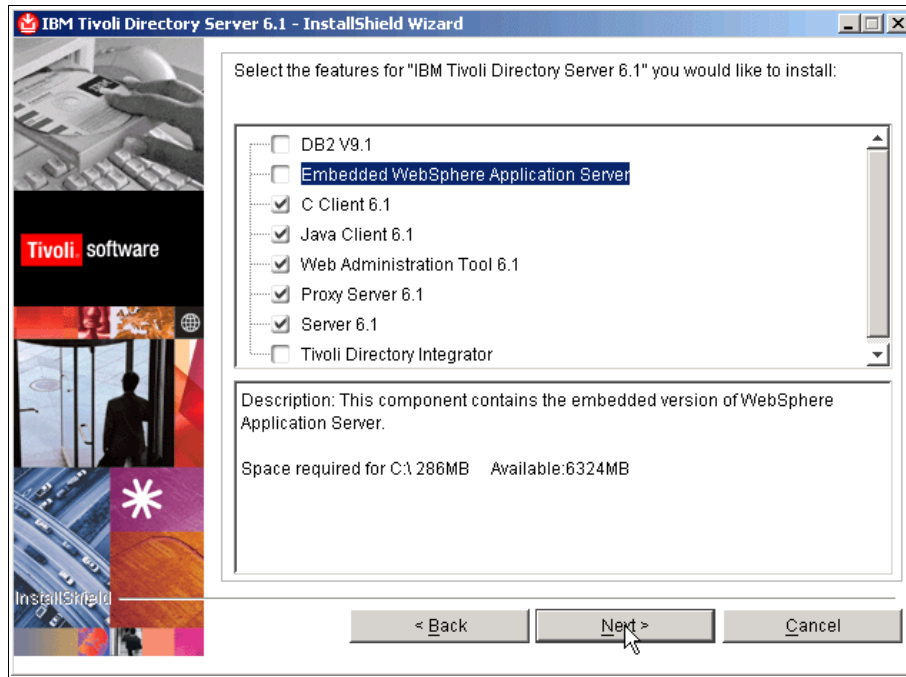 IBM Tivoli Directory Server 6.1 - InstallShield Wizard
Select the features for "IBM Tivoli Directory Server 6.1" you would like to install:
DB2 V9.1
Embedded WebSphere Application Server
C Client 6.1
Java Client 6.1
Web Administration Tool 6.1
Proxy Server 6.1
Server 6.1
Tivoli Directory Integrator
Tivoli. software
Description: This component contains the embedded version of WebSphere
Application Server.
Space required for C:\ 286MB Available:6324MB
InstallShield
< Back
Next >
Cancel